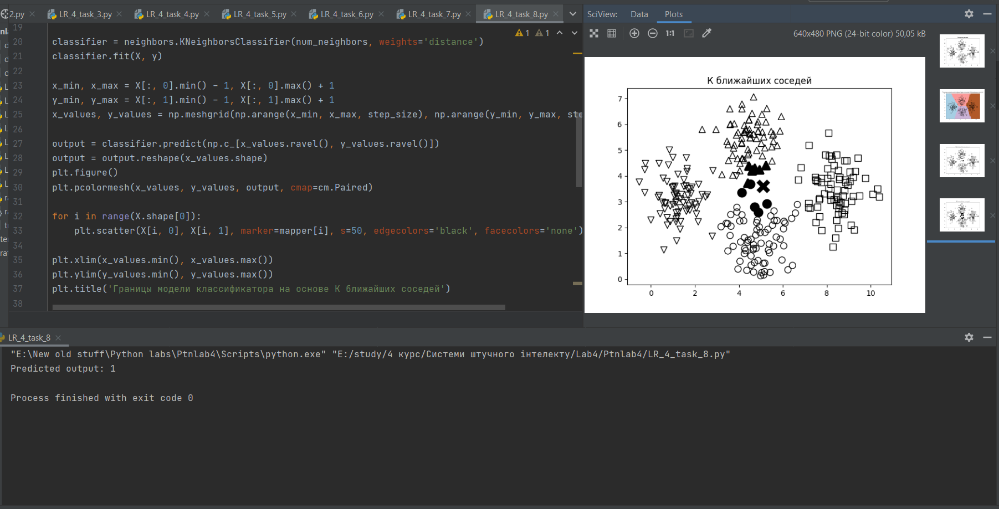 2.py LR_4_task_3.py LR_4_task_4.py LR_4_task_5.py LR_4_task_6.py LR_4_task_7.py LR_4_task_8.py
SciView: Data Plots
1:1 640x480 PNG (24-bit color) 50,05 kB
1 1
19
20 classifier = neighbors.KNeighborsClassifier(num_neighbors, weights='distance')
21 classifier.fit(X, y)
22
23 x_min, x_max = X[:, 0].min() - 1, X[:, 0].max() + 1
24 y_min, y_max = X[:, 1].min() - 1, X[:, 1].max() + 1
25 x_values, y_values = np.meshgrid(np.arange(x_min, x_max, step_size), np.arange(y_min, y_max, ste
26
27 output = classifier.predict(np.c_[x_values.ravel(), y_values.ravel()])
28 output = output.reshape(x_values.shape)
29 plt.figure()
30 plt.pcolormesh(x_values, y_values, output, cmap=cm.Paired)
31
32 for i in range(X.shape[0]):
33 plt.scatter(X[i, 0], X[i, 1], marker=mapper[i], s=50, edgecolors='black', facecolors='none')
34
35 plt.xlim(x_values.min(), x_values.max())
36 plt.ylim(y_values.min(), y_values.max())
37 plt.title('Границы модели классификатора на основе К ближайших соседей')
38
К ближайших соседей
7
6
5
4
3
2
1
0
0 2 4 6 8 10
LR_4_task_8
"E:\New old stuff\Python labs\Ptnlab4\Scripts\python.exe" "E:/study/4 курс/Системи штучного інтелекту/Lab4/Ptnlab4/LR_4_task_8.py"
Predicted output: 1
Process finished with exit code 0